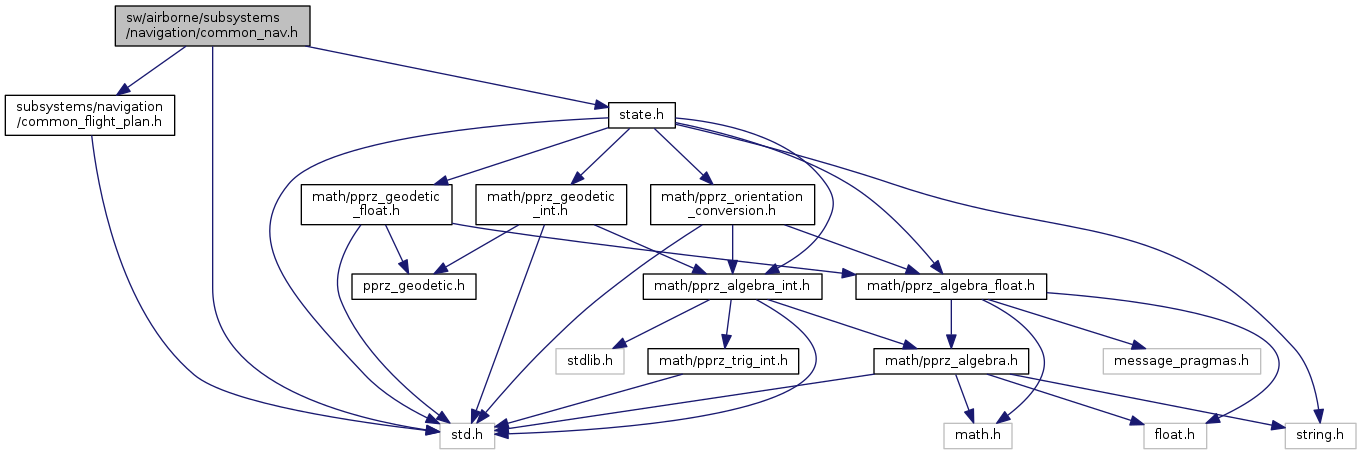 sw/airborne/subsystems
/navigation/common_nav.h
subsystems/navigation
/common_flight_plan.h
state.h
math/pprz_geodetic
_float.h
math/pprz_geodetic
_int.h
math/pprz_orientation
_conversion.h
pprz_geodetic.h
math/pprz_algebra_int.h
math/pprz_algebra_float.h
stdlib.h
math/pprz_trig_int.h
math/pprz_algebra.h
message_pragmas.h
std.h
math.h
float.h
string.h